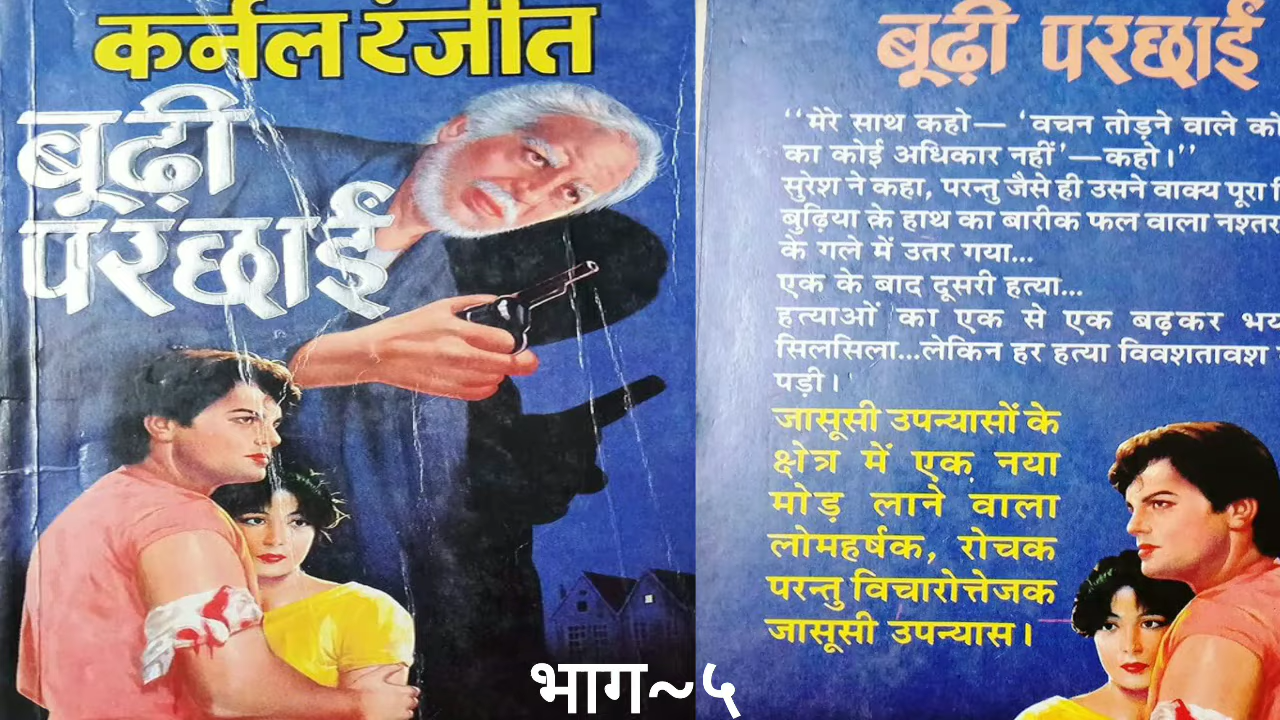 कर्नल रंजीत
बूढ़ी
परछाईं
बूढ़ी परछाईं
“मेरे साथ कहो— ‘वचन तोड़ने वाले को
का कोई अधिकार नहीं’—कहो।”
सुरेश ने कहा, परन्तु जैसे ही उसने वाक्य पूरा
बुढ़िया के हाथ का बारीक फल वाला नश्तर
के गले में उतर गया...
एक के बाद दूसरी हत्या...
हत्याओं का एक से एक बढ़कर
सिलसिला...लेकिन हर हत्या विवशतावश
पड़ी।
जासूसी उपन्यासों के
क्षेत्र में एक नया
मोड़ लाने वाला
लोमहर्षक, रोचक
परन्तु विचारोत्तेजक
जासूसी उपन्यास।
भाग~५